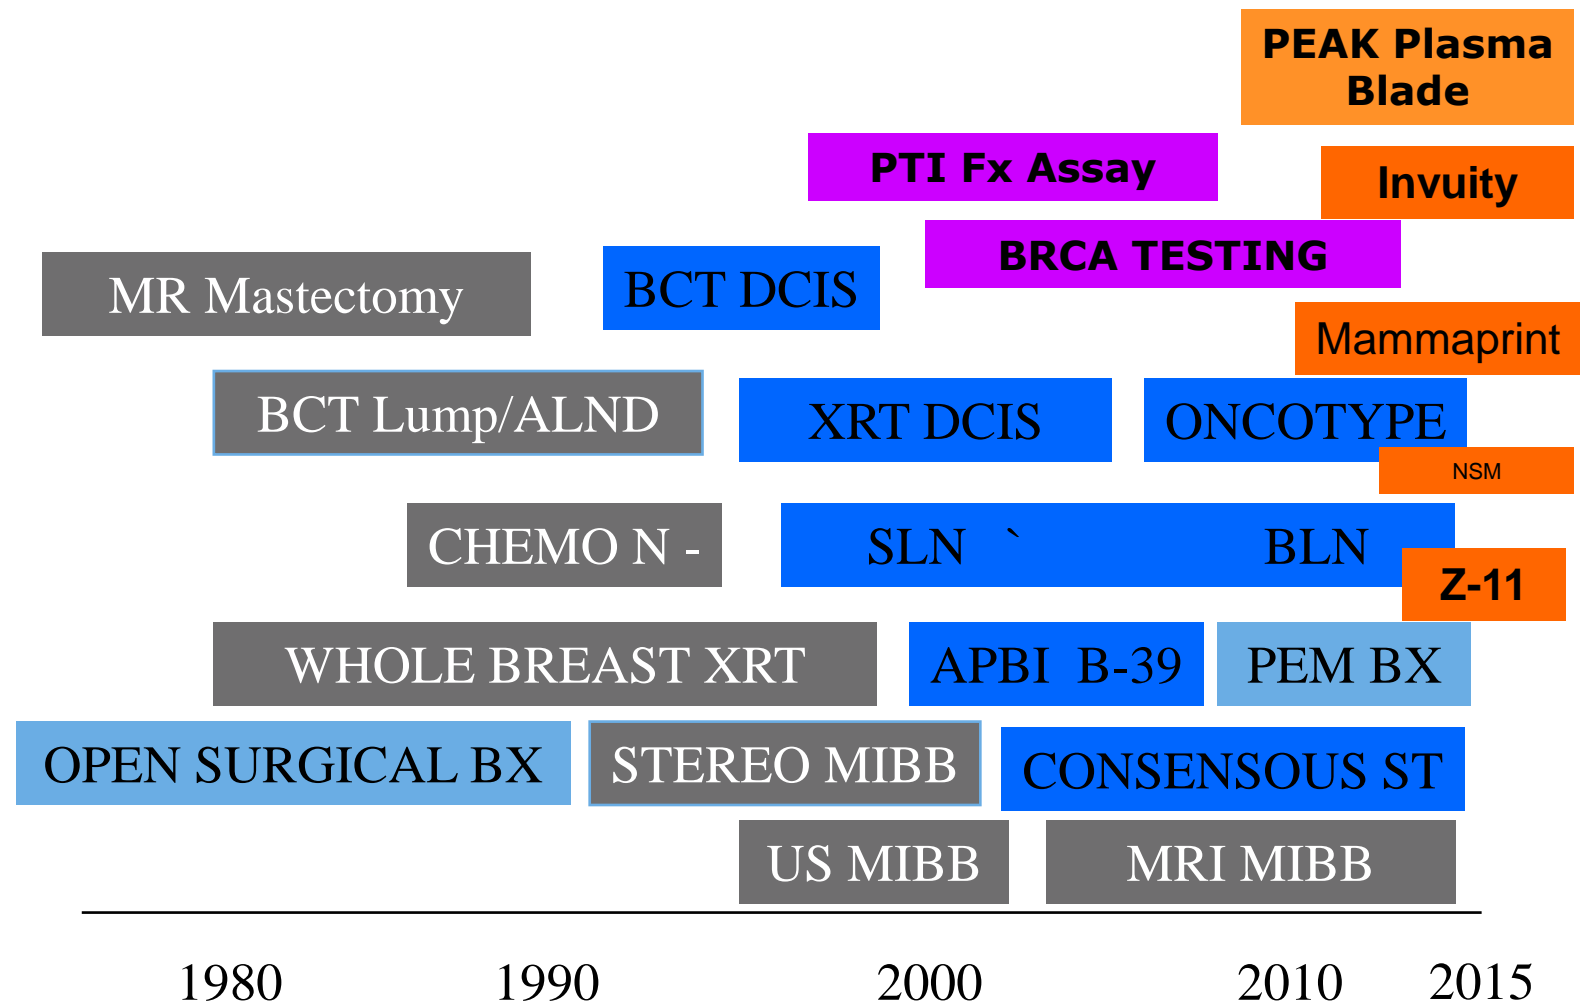 PEAK Plasma
Blade
PTI Fx Assay
Invuity
BRCA TESTING
MR Mastectomy
BCT DCIS
Mammaprint
BCT Lump/ALND
XRT DCIS
ONCOTYPE
NSM
CHEMO N -
SLN ` BLN
Z-11
WHOLE BREAST XRT
APBI B-39
PEM BX
OPEN SURGICAL BX
STEREO MIBB
CONSENSOUS ST
US MIBB
MRI MIBB
1980 1990 2000 2010 2015